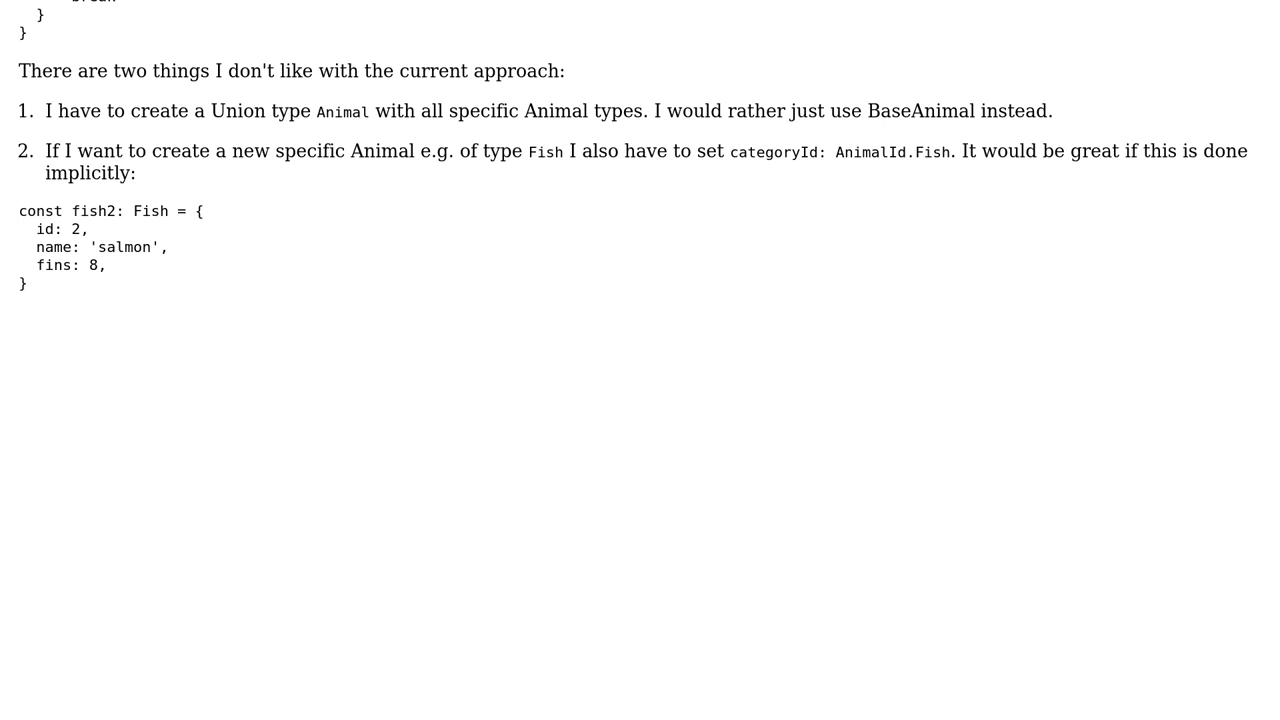 }
}
There are two things I don't like with the current approach:
1. I have to create a Union type Animal with all specific Animal types. I would rather just use BaseAnimal instead.
2. If I want to create a new specific Animal e.g. of type Fish I also have to set categoryId: AnimalId.Fish. It would be great if this is done
implicitly:
const fish2: Fish = {
  id: 2,
  name: 'salmon',
  fins: 8,
}